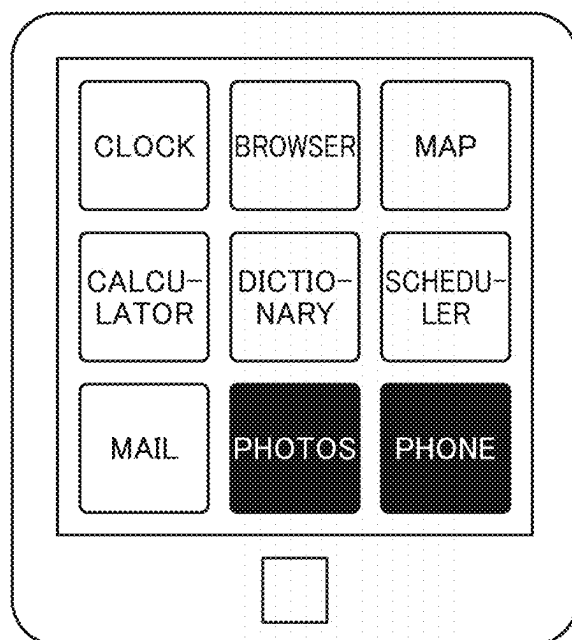 CLOCK
BROWSER
MAP
CALCU-
LATOR
DICTIO-
NARY
SCHEDU-
LER
MAIL
PHOTOS
PHONE